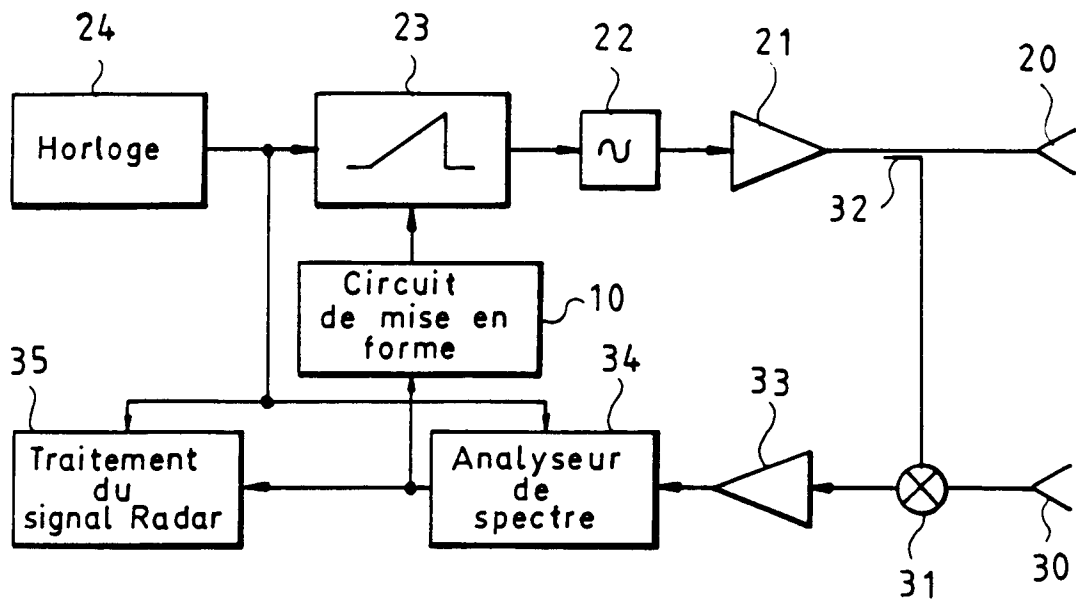 24
23
22
21
20
Horloge
32
Circuit
de mise en
forme
10
35
34
33
Traitement
du
signal Radar
Analyseur
de
spectre
31
30